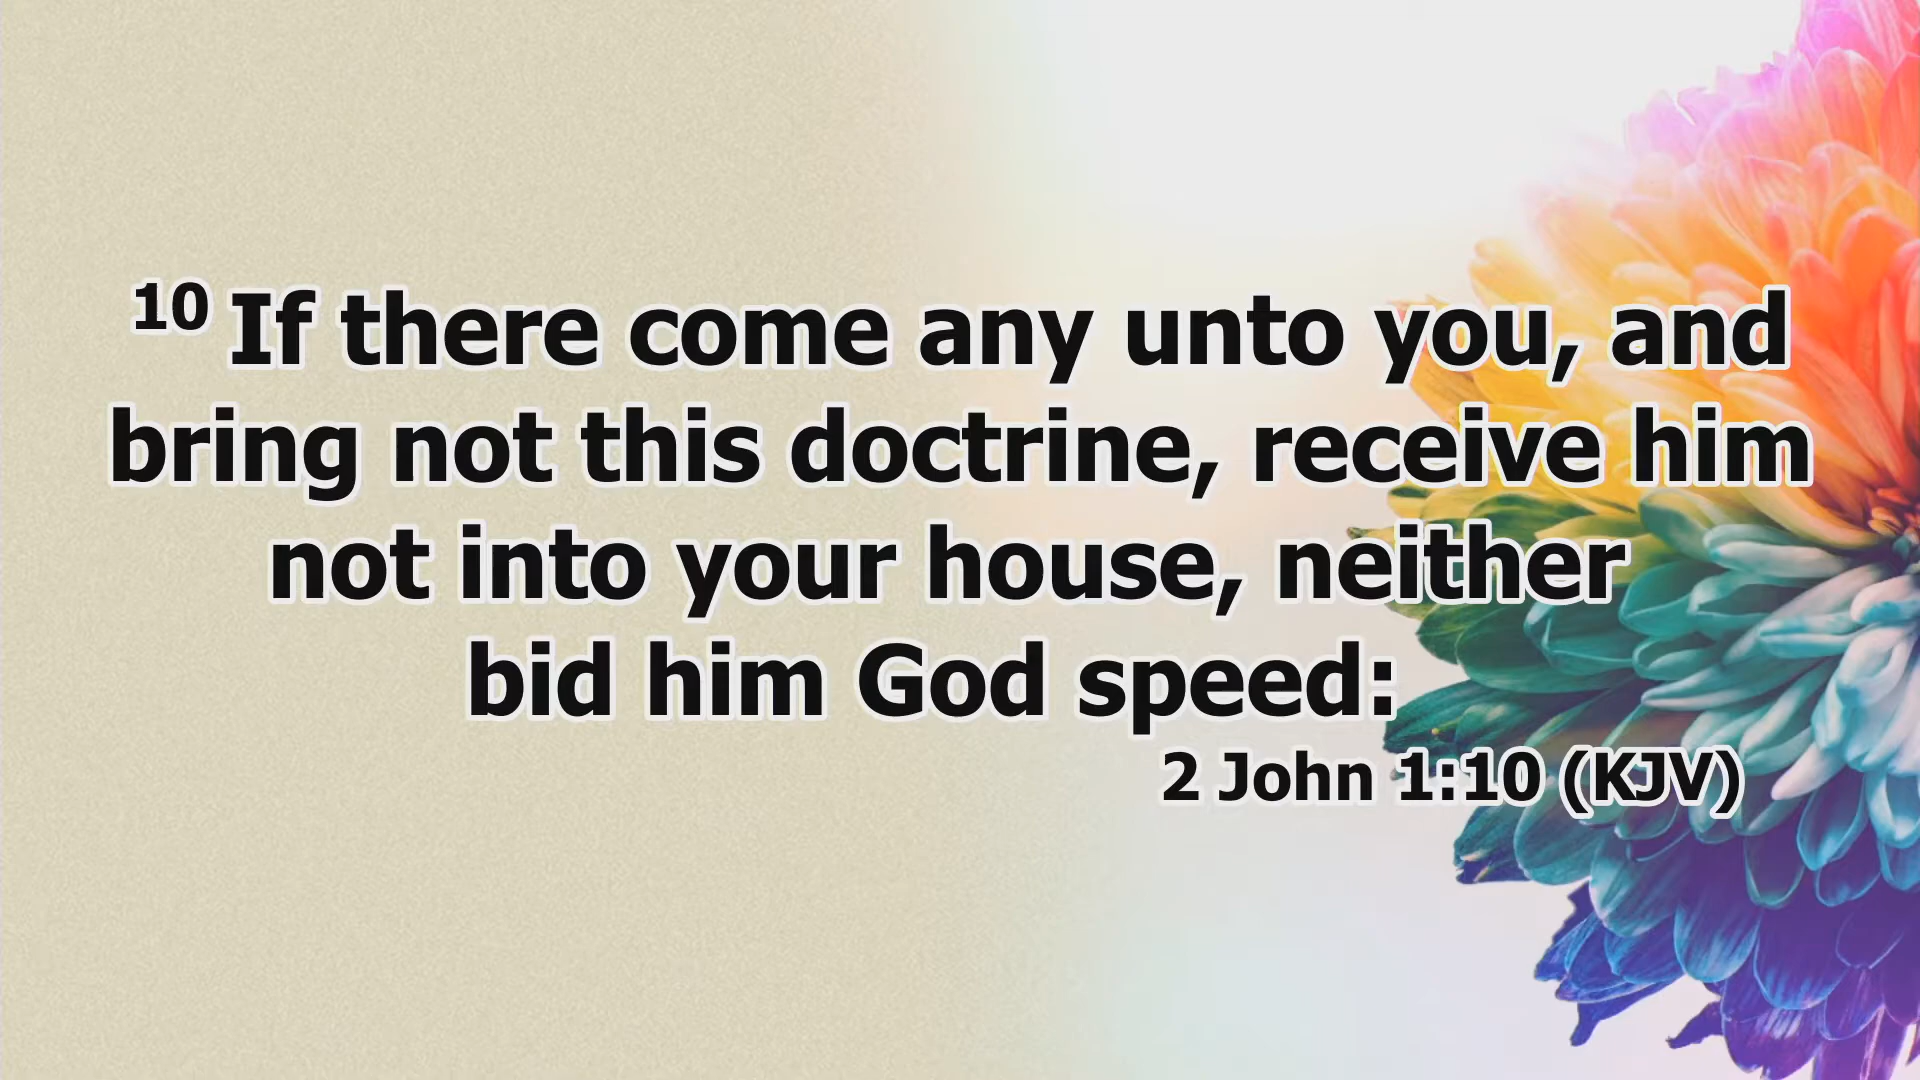 10 If there come any unto you, and
bring not this doctrine, receive him
not into your house, neither
bid him God speed:
2 John 1:10 (KJV)